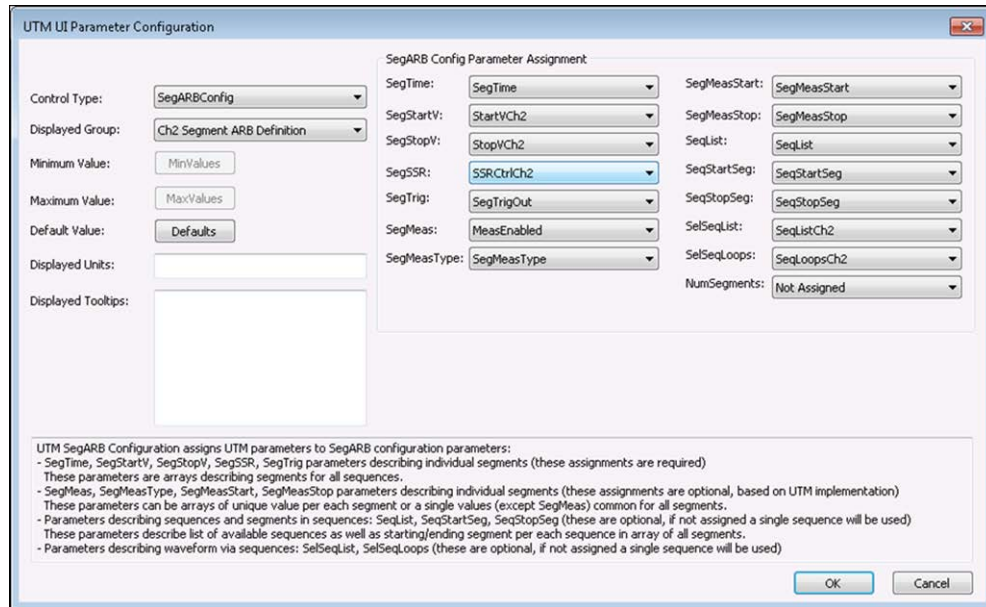 UTM UI Parameter Configuration
Control Type: SegARBConfig
Displayed Group: Ch2 Segment ARB Definition
Minimum Value: MinValues
Maximum Value: MaxValues
Default Value: Defaults
Displayed Units:
Displayed Tooltips:
SegARB Config Parameter Assignment
SegTime: SegTime
SegStartV: StartVCh2
SegStopV: StopVCh2
SegSSR: SSRCtrlCh2
SegTrig: SegTrigOut
SegMeas: MeasEnabled
SegMeasType: SegMeasType
SegMeasStart: SegMeasStart
SegMeasStop: SegMeasStop
SeqList: SeqList
SeqStartSeg: SeqStartSeg
SeqStopSeg: SeqStopSeg
SelSeqList: SeqListCh2
SelSeqLoops: SeqLoopsCh2
NumSegments: Not Assigned
UTM SegARB Configuration assigns UTM parameters to SegARB configuration parameters:
- SegTime, SegStartV, SegStopV, SegSSR, SegTrig parameters describing individual segments (these assignments are required)
These parameters are arrays describing segments for all sequences.
- SegMeas, SegMeasType, SegMeasStart, SegMeasStop parameters describing individual segments (these assignments are optional, based on UTM implementation)
These parameters can be arrays of unique value per each segment or a single values (except SegMeas) common for all segments.
- Parameters describing sequences and segments in sequences: SeqList, SeqStartSeg, SeqStopSeg (these are optional, if not assigned a single sequence will be used)
These parameters describe list of available sequences as well as starting/ending segment per each sequence in array of all segments.
- Parameters describing waveform via sequences: SelSeqList, SelSeqLoops (these are optional, if not assigned a single sequence will be used)
OK
Cancel